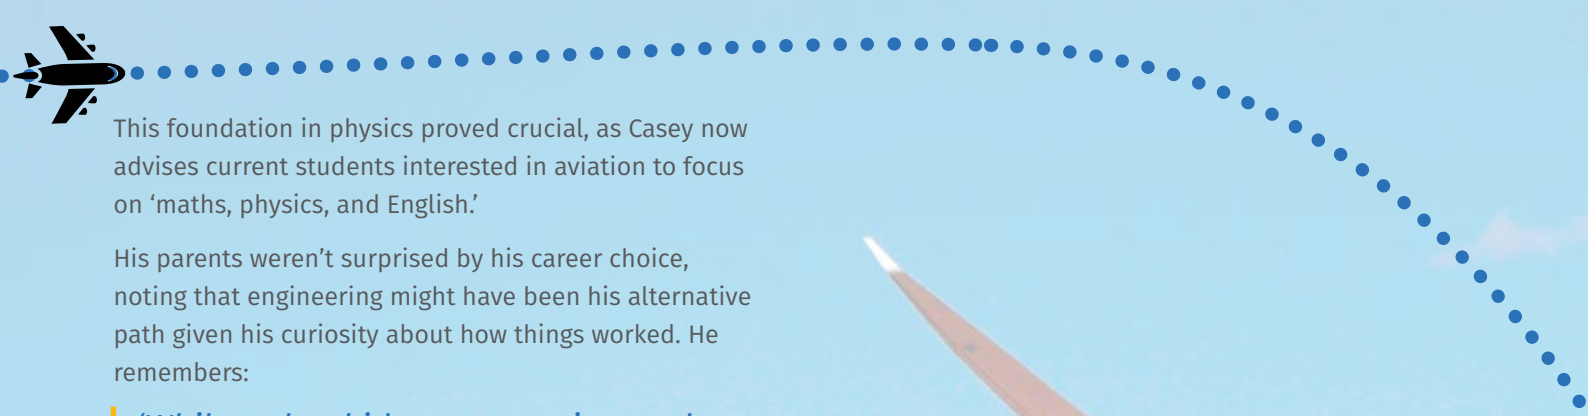 This foundation in physics proved crucial, as Casey now
advises current students interested in aviation to focus
on ‘maths, physics, and English.’
His parents weren’t surprised by his career choice,
noting that engineering might have been his alternative
path given his curiosity about how things worked. He
remembers: